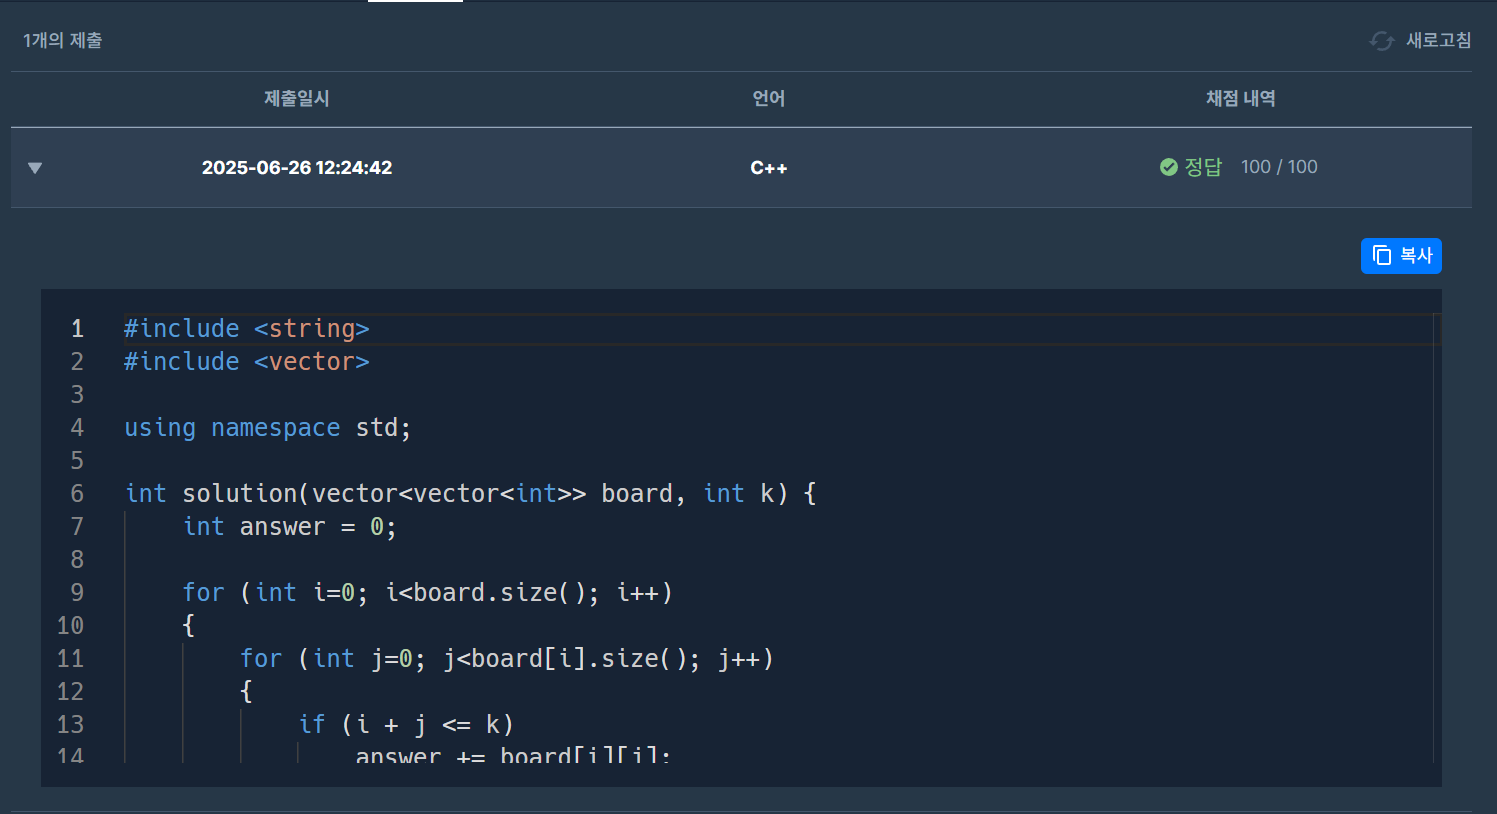 1개의 제출
새로고침
제출일시 언어 채점 내역
2025-06-26 12:24:42 C++ 정답 100 / 100
복사
1 #include <string>
2 #include <vector>
3
4 using namespace std;
5
6 int solution(vector<vector<int>> board, int k) {
7     int answer = 0;
8
9     for (int i=0; i<board.size(); i++)
10     {
11         for (int j=0; j<board[i].size(); j++)
12         {
13             if (i + j <= k)
14                 answer += board[i][j];